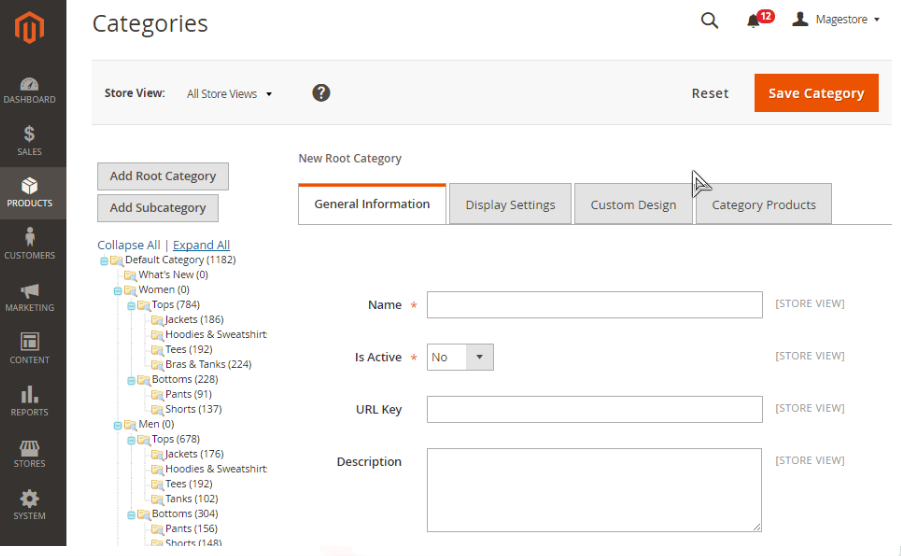 Categories
12
Magestore
Store View: All Store Views ?
Reset
Save Category
DASHBOARD
SALES
PRODUCTS
CUSTOMERS
MARKETING
CONTENT
REPORTS
STORES
SYSTEM
Add Root Category
Add Subcategory
Collapse All | Expand All
Default Category (1182)
What's New (0)
Women (0)
Tops (784)
Jackets (186)
Hoodies & Sweatshirt
Tees (192)
Bras & Tanks (224)
Bottoms (228)
Pants (91)
Shorts (137)
Men (0)
Tops (678)
Jackets (176)
Hoodies & Sweatshirt
Tees (192)
Tanks (102)
Bottoms (304)
Pants (156)
Shorts (148)
New Root Category
General Information
Display Settings
Custom Design
Category Products
Name * [STORE VIEW]
Is Active * No [STORE VIEW]
URL Key [STORE VIEW]
Description [STORE VIEW]